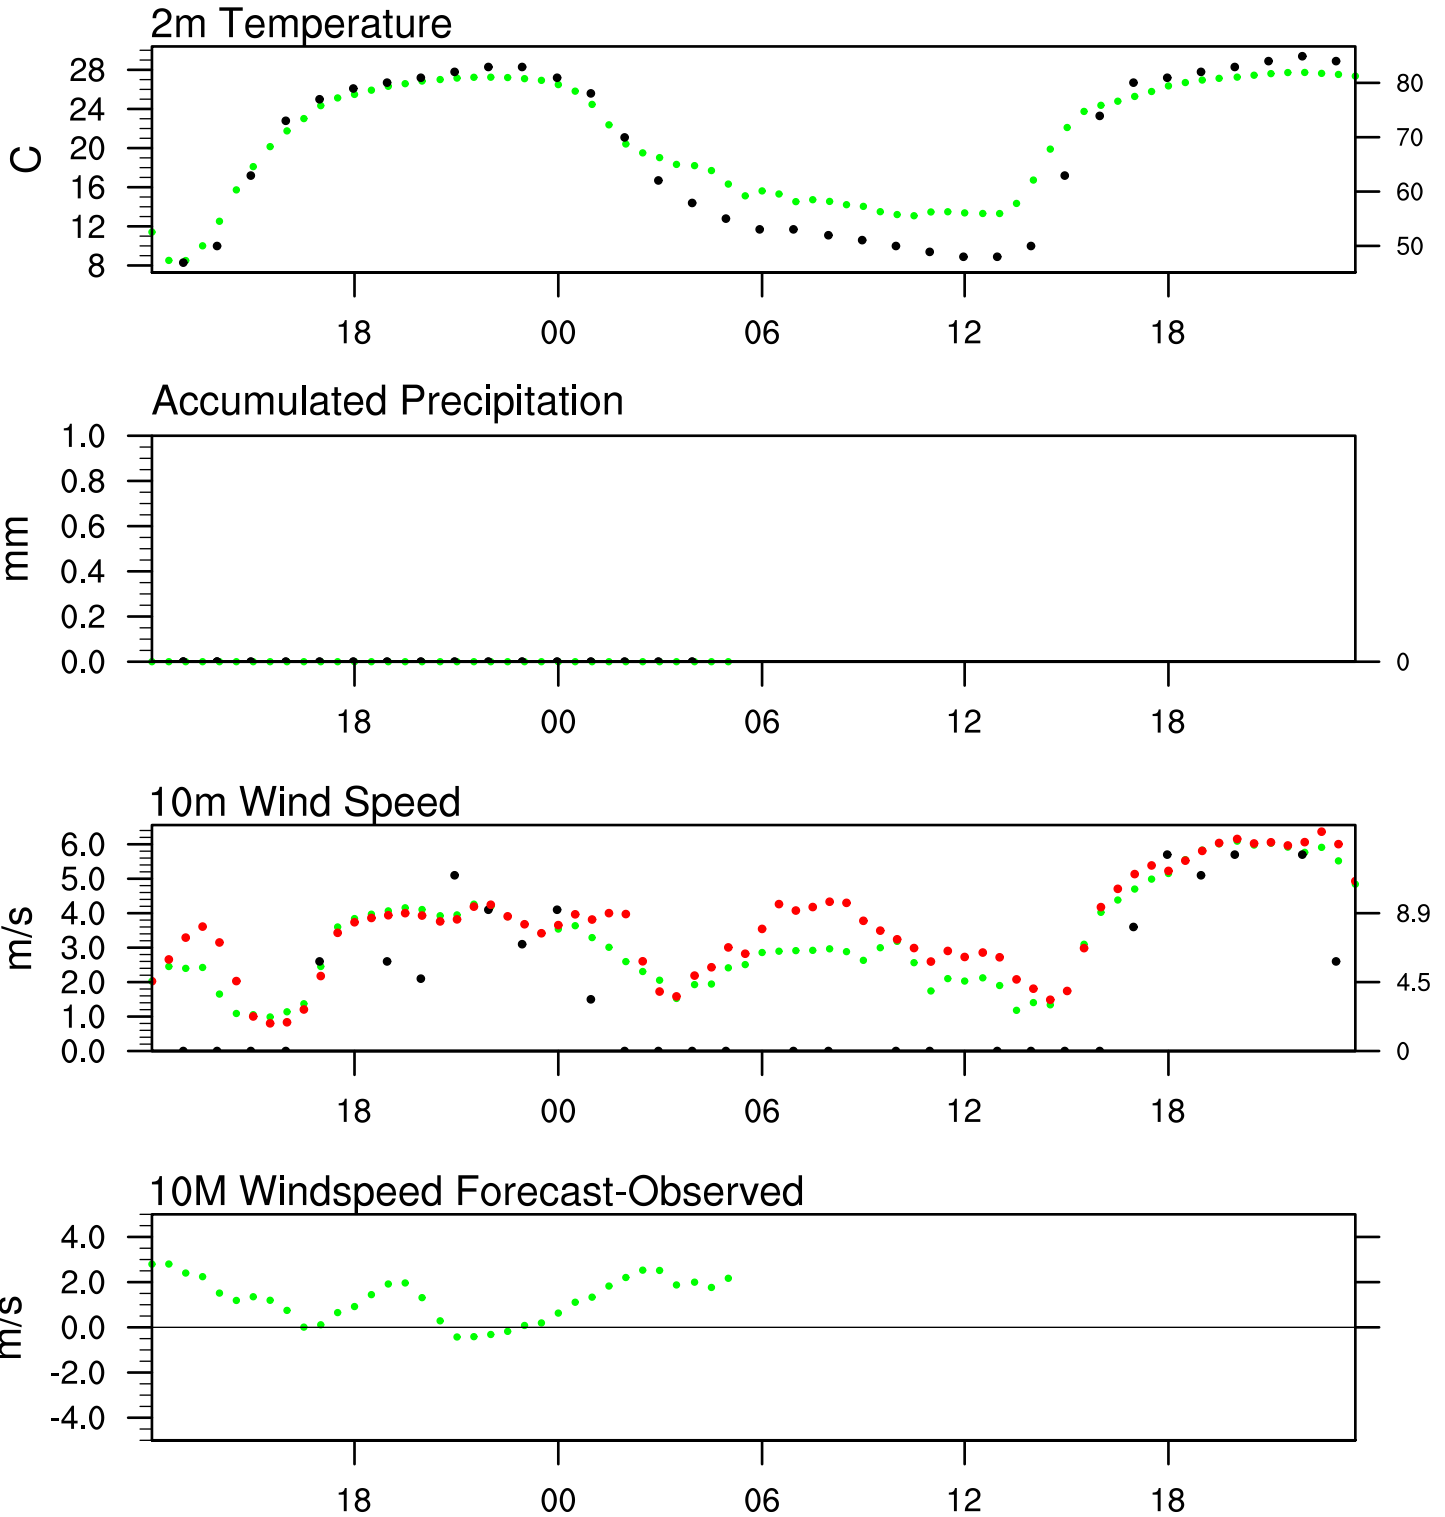 2m Temperature
C
28
24
20
16
12
8
80
70
60
50
18 00 06 12 18
Accumulated Precipitation
mm
1.0
0.8
0.6
0.4
0.2
0.0
0
18 00 06 12 18
10m Wind Speed
m/s
6.0
5.0
4.0
3.0
2.0
1.0
0.0
8.9
4.5
0
18 00 06 12 18
10M Windspeed Forecast-Observed
m/s
4.0
2.0
0.0
-2.0
-4.0
18 00 06 12 18